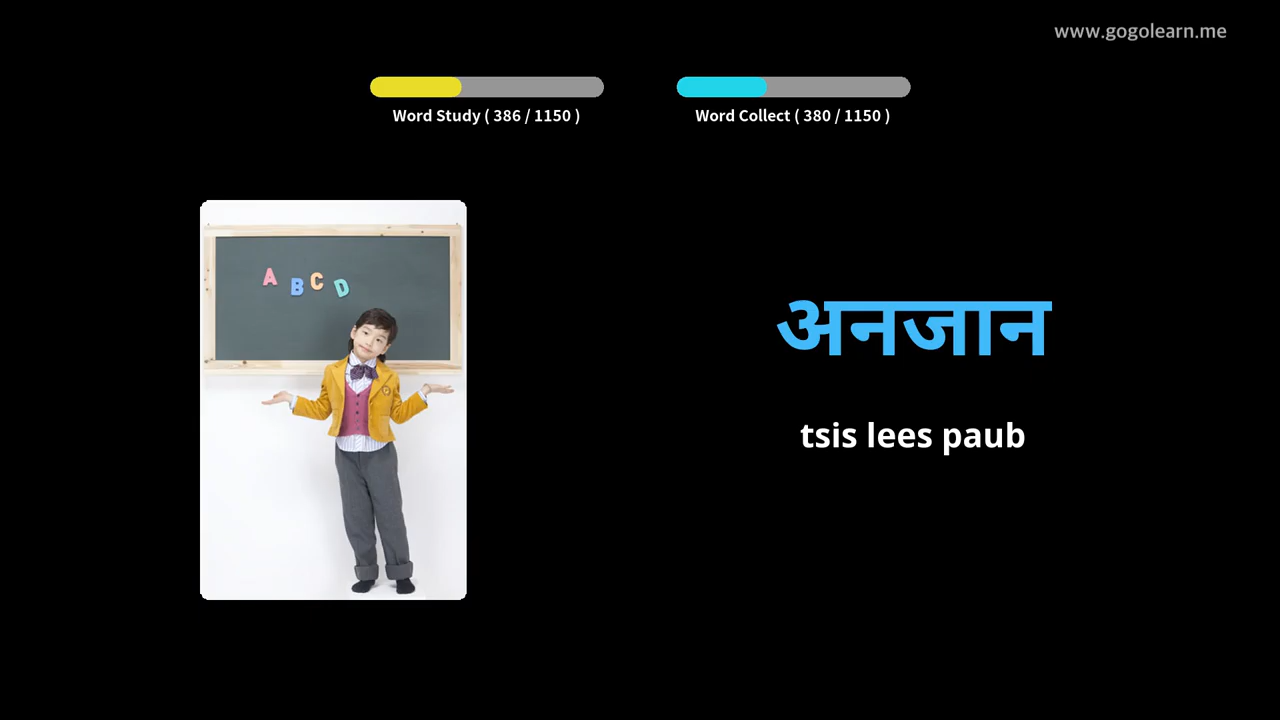 www.gogolearn.me
Word Study ( 386 / 1150 )
Word Collect ( 380 / 1150 )
A B C D
अनजान
tsis lees paub